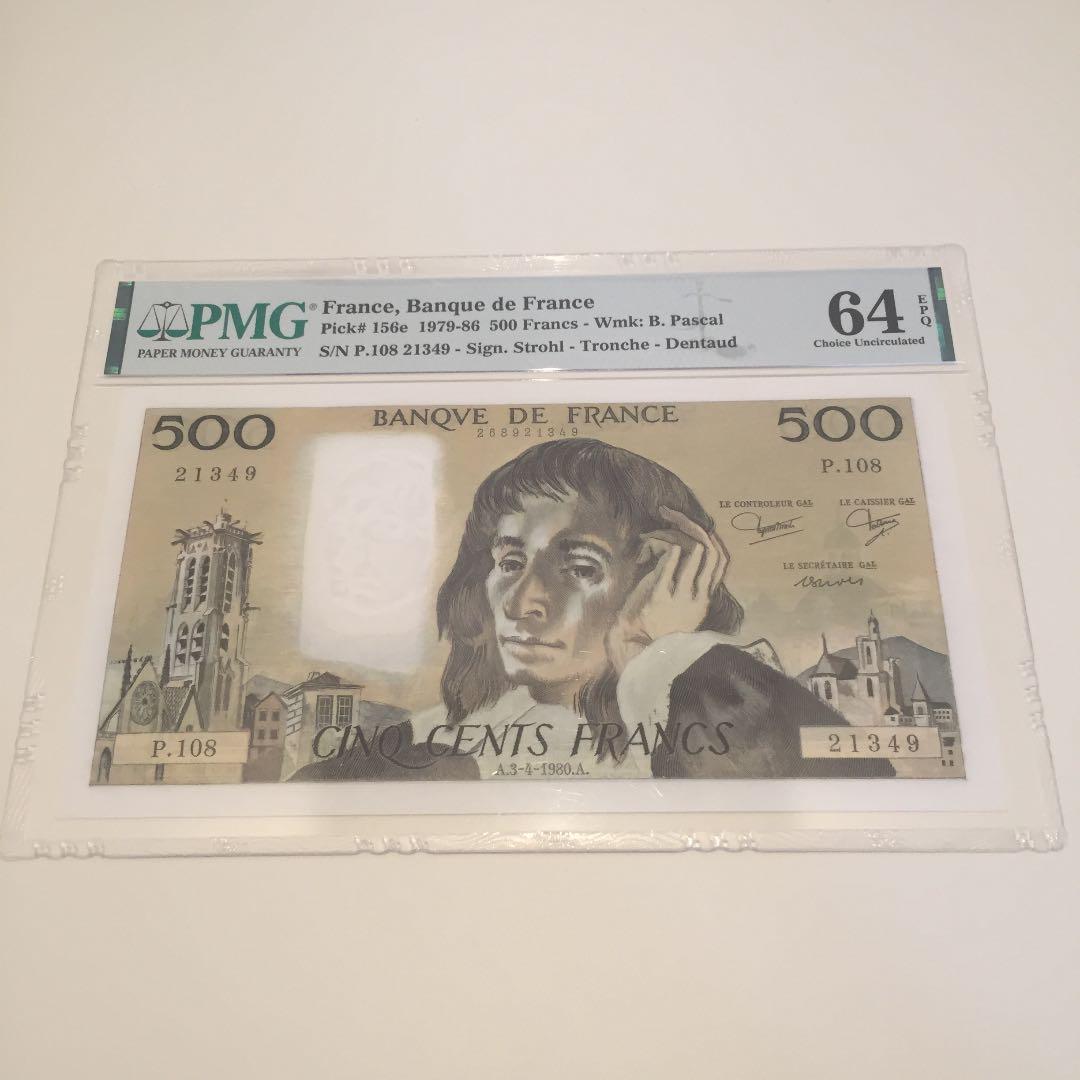 PMG®
PAPER MONEY GUARANTY
France, Banque de France
Pick# 156e 1979-86 500 Francs - Wmk: B. Pascal
S/N P.108 21349 - Sign. Strohl - Tronche - Dentaud
64 EPQ
Choice Uncirculated
500 BANQVE DE FRANCE 500
268921349
21349 P.108
LE CONTROLEUR GAL LE CAISSIER GAL
LE SECRÉTAIRE GAL
P.108 CINQ CENTS FRANCS 21349
A.3-4-1980.A.